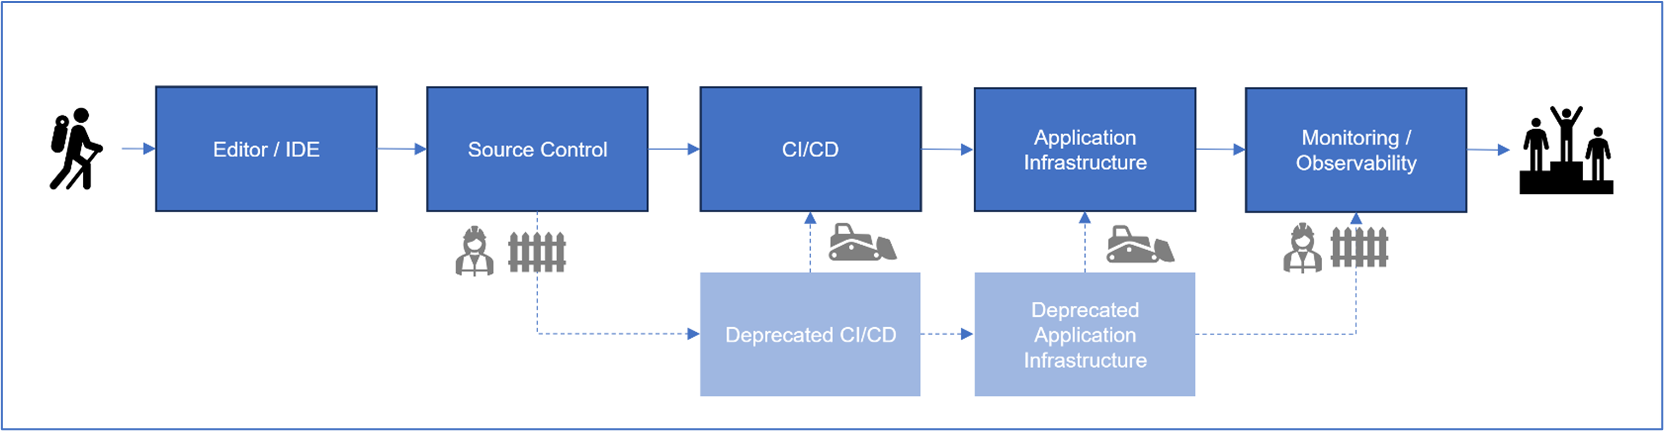 Editor / IDE
Source Control
CI/CD
Application
Infrastructure
Monitoring /
Observability
Deprecated CI/CD
Deprecated
Application
Infrastructure